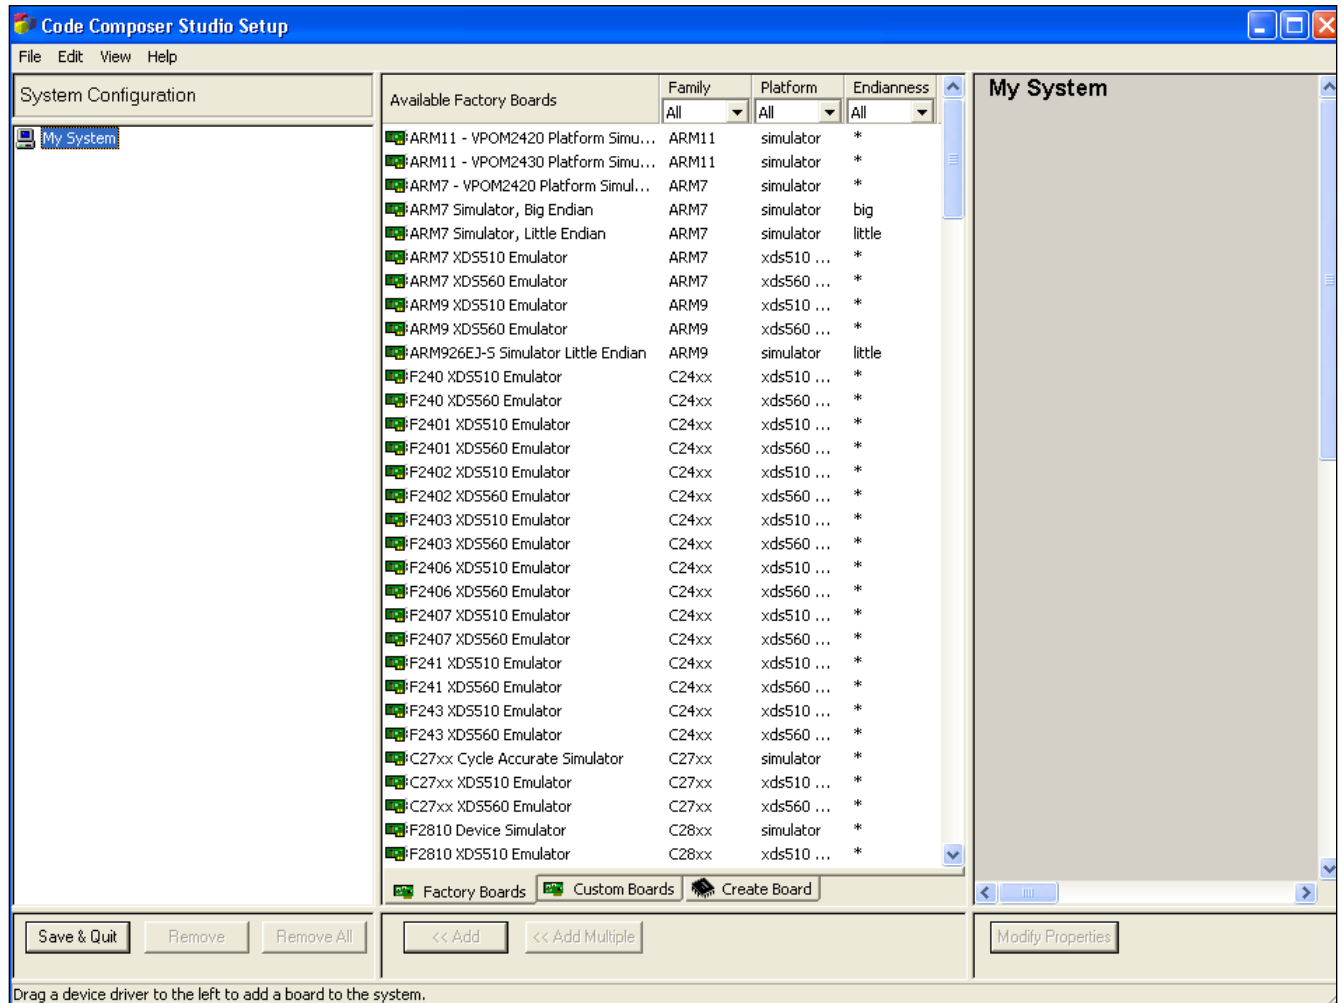 Code Composer Studio Setup
File Edit View Help
System Configuration
My System
Available Factory Boards Family Platform Endianness
All All All
ARM11 - VPOM2420 Platform Simu... ARM11 simulator *
ARM11 - VPOM2430 Platform Simu... ARM11 simulator *
ARM7 - VPOM2420 Platform Simul... ARM7 simulator *
ARM7 Simulator, Big Endian ARM7 simulator big
ARM7 Simulator, Little Endian ARM7 simulator little
ARM7 XDS510 Emulator ARM7 xds510 ... *
ARM7 XDS560 Emulator ARM7 xds560 ... *
ARM9 XDS510 Emulator ARM9 xds510 ... *
ARM9 XDS560 Emulator ARM9 xds560 ... *
ARM926EJ-S Simulator Little Endian ARM9 simulator little
F240 XDS510 Emulator C24xx xds510 ... *
F240 XDS560 Emulator C24xx xds560 ... *
F2401 XDS510 Emulator C24xx xds510 ... *
F2401 XDS560 Emulator C24xx xds560 ... *
F2402 XDS510 Emulator C24xx xds510 ... *
F2402 XDS560 Emulator C24xx xds560 ... *
F2403 XDS510 Emulator C24xx xds510 ... *
F2403 XDS560 Emulator C24xx xds560 ... *
F2406 XDS510 Emulator C24xx xds510 ... *
F2406 XDS560 Emulator C24xx xds560 ... *
F2407 XDS510 Emulator C24xx xds510 ... *
F2407 XDS560 Emulator C24xx xds560 ... *
F241 XDS510 Emulator C24xx xds510 ... *
F241 XDS560 Emulator C24xx xds560 ... *
F243 XDS510 Emulator C24xx xds510 ... *
F243 XDS560 Emulator C24xx xds560 ... *
C27xx Cycle Accurate Simulator C27xx simulator *
C27xx XDS510 Emulator C27xx xds510 ... *
C27xx XDS560 Emulator C27xx xds560 ... *
F2810 Device Simulator C28xx simulator *
F2810 XDS510 Emulator C28xx xds510 ... *
Factory Boards Custom Boards Create Board
My System
Save & Quit Remove Remove All << Add << Add Multiple Modify Properties
Drag a device driver to the left to add a board to the system.